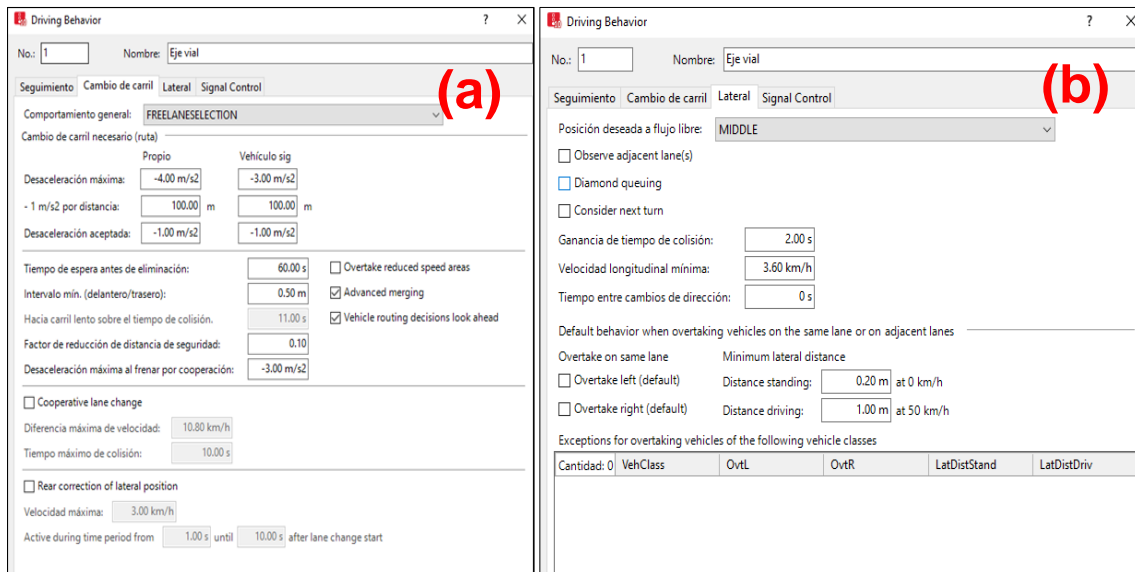 Driving Behavior ? X
No.: 1 Nombre: Eje vial
(a)
Seguimiento Cambio de carril Lateral Signal Control
Comportamiento general: FREELANESELECTION
Cambio de carril necesario (ruta)
Propio Vehículo sig
Desaceleración máxima: -4.00 m/s2 -3.00 m/s2
- 1 m/s2 por distancia: 100.00 m 100.00 m
Desaceleración aceptada: -1.00 m/s2 -1.00 m/s2
Tiempo de espera antes de eliminación: 60.00 s Overtake reduced speed areas
Intervalo mín. (delantero/trasero): 0.50 m Advanced merging
Hacia carril lento sobre el tiempo de colisión. 11.00 s Vehicle routing decisions look ahead
Factor de reducción de distancia de seguridad: 0.10
Desaceleración máxima al frenar por cooperación: -3.00 m/s2
Cooperative lane change
Diferencia máxima de velocidad: 10.80 km/h
Tiempo máximo de colisión: 10.00 s
Rear correction of lateral position
Velocidad máxima: 3.00 km/h
Active during time period from 1.00 s until 10.00 s after lane change start
Driving Behavior ? X
No.: 1 Nombre: Eje vial
(b)
Seguimiento Cambio de carril Lateral Signal Control
Posición deseada a flujo libre: MIDDLE
Observe adjacent lane(s)
Diamond queuing
Consider next turn
Ganancia de tiempo de colisión: 2.00 s
Velocidad longitudinal mínima: 3.60 km/h
Tiempo entre cambios de dirección: 0 s
Default behavior when overtaking vehicles on the same lane or on adjacent lanes
Overtake on same lane Minimum lateral distance
Overtake left (default) Distance standing: 0.20 m at 0 km/h
Overtake right (default) Distance driving: 1.00 m at 50 km/h
Exceptions for overtaking vehicles of the following vehicle classes
Cantidad: 0 VehClass OvtL OvtR LatDistStand LatDistDriv